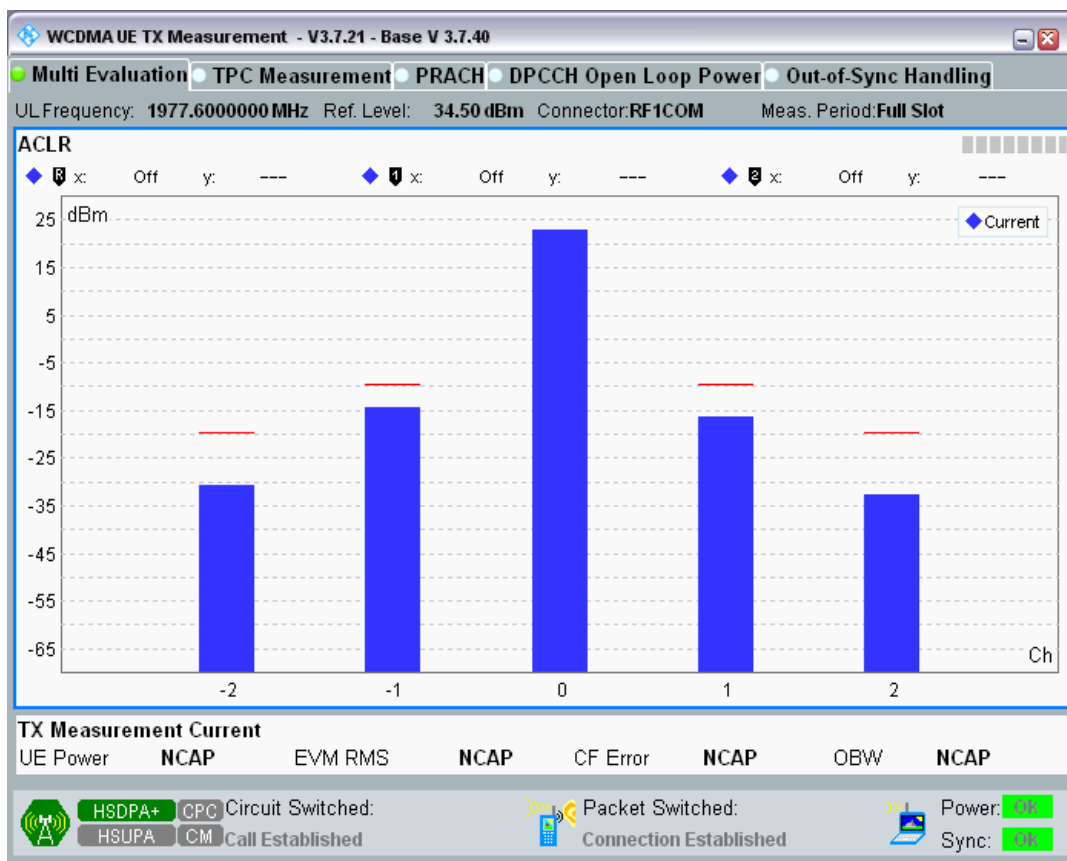 WCDMA UE TX Measurement - V3.7.21 - Base V 3.7.40
Multi Evaluation TPC Measurement PRACH DPCCH Open Loop Power Out-of-Sync Handling
UL Frequency: 1977.6000000 MHz Ref. Level: 34.50 dBm Connector:RF1COM Meas. Period:Full Slot
ACLR
R x: Off y: --- 1 x: Off y: --- 2 x: Off y: ---
dBm
Current
25
15
5
-5
-15
-25
-35
-45
-55
-65
Ch
-2 -1 0 1 2
TX Measurement Current
UE Power NCAP EVM RMS NCAP CF Error NCAP OBW NCAP
HSDPA+ CPC Circuit Switched: Packet Switched: Power: Ok
HSUPA CM Call Established Connection Established Sync: Ok